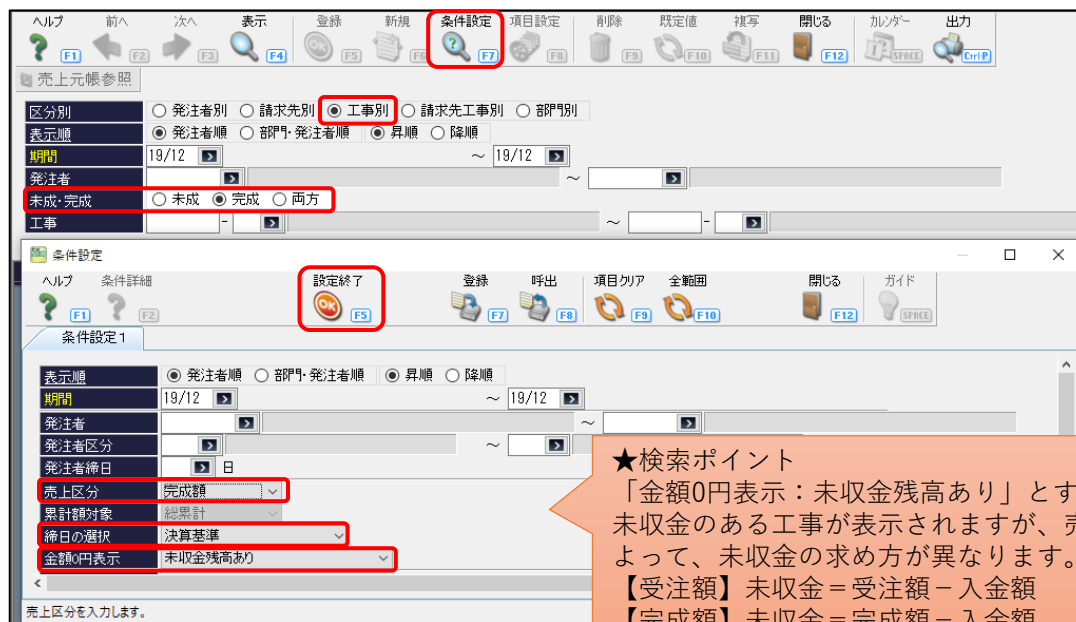 ヘルプ 前へ 次へ 表示 登録 新規 条件設定 項目設定 削除 既定値 複写 閉じる カレンダー 出力
F1 F2 F3 F4 F5 F6 F7 F8 F9 F10 F11 F12 SPACE Ctrl P
売上元帳参照
区分別 発注者別 請求先別 工事別 請求先工事別 部門別
表示順 発注者順 部門・発注者順 昇順 降順
期間 19/12 ～ 19/12
発注者 ～
未成・完成 未成 完成 両方
工事 - ～ -
条件設定
ヘルプ 条件詳細 設定終了 登録 呼出 項目クリア 全範囲 閉じる ガイド
F1 F2 OK F5 F7 F8 F9 F10 F12 SPACE
条件設定1
表示順 発注者順 部門・発注者順 昇順 降順
期間 19/12 ～ 19/12
発注者 ～
発注者区分 ～
発注者締日 日
売上区分 完成額
累計額対象 総累計
締日の選択 決算基準
金額0円表示 未収金残高あり
売上区分を入力します。
★検索ポイント
「金額0円表示：未収金残高あり」とす
未収金のある工事が表示されますが、売
よって、未収金の求め方が異なります。
【受注額】未収金＝受注額－入金額
【完成額】未収金＝完成額－入金額